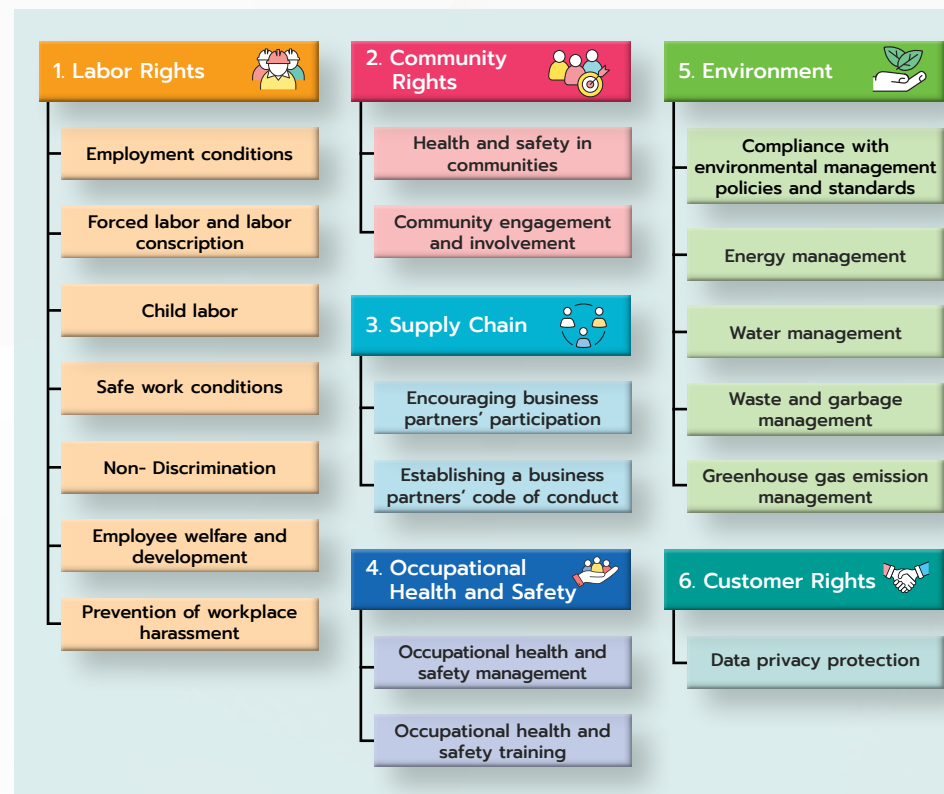 1. Labor Rights
Employment conditions
Forced labor and labor
conscription
Child labor
Safe work conditions
Non- Discrimination
Employee welfare and
development
Prevention of workplace
harassment
2. Community
Rights
Health and safety in
communities
Community engagement
and involvement
3. Supply Chain
Encouraging business
partners’ participation
Establishing a business
partners’ code of conduct
4. Occupational
Health and Safety
Occupational health and
safety management
Occupational health and
safety training
5. Environment
Compliance with
environmental management
policies and standards
Energy management
Water management
Waste and garbage
management
Greenhouse gas emission
management
6. Customer Rights
Data privacy protection